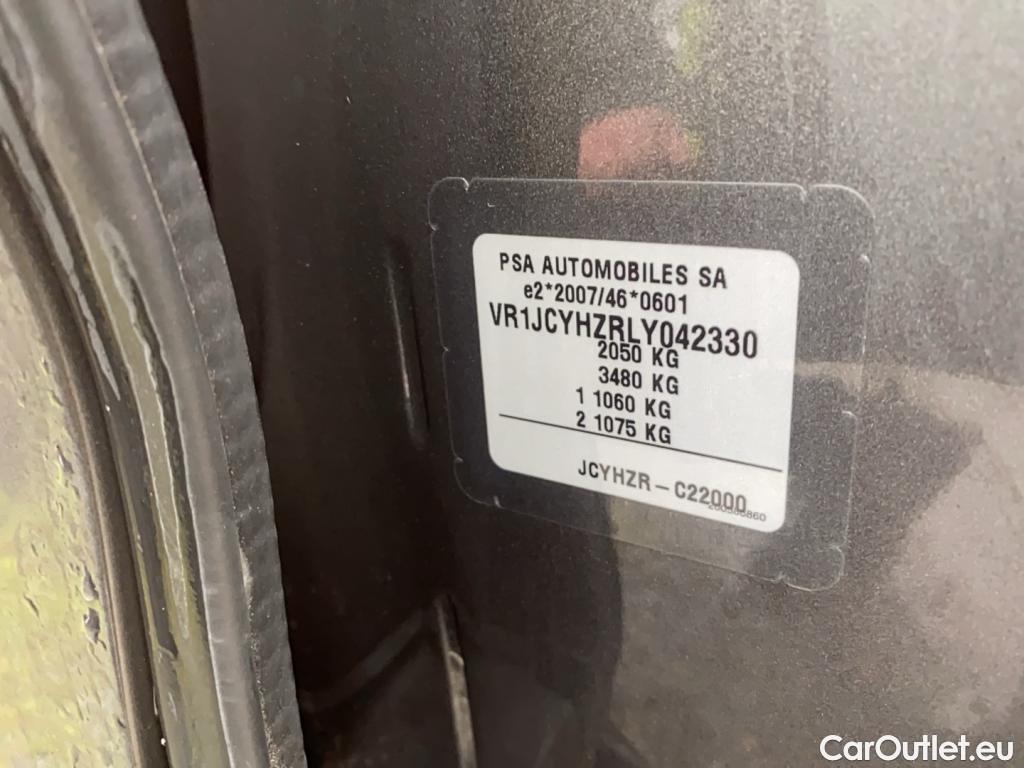 PSA AUTOMOBILES SA
e2*2007/46*0601
VR1JCYHZRLY042330
2050 KG
3480 KG
1 1060 KG
2 1075 KG
JCYHZR – C22000
CarOutlet.eu